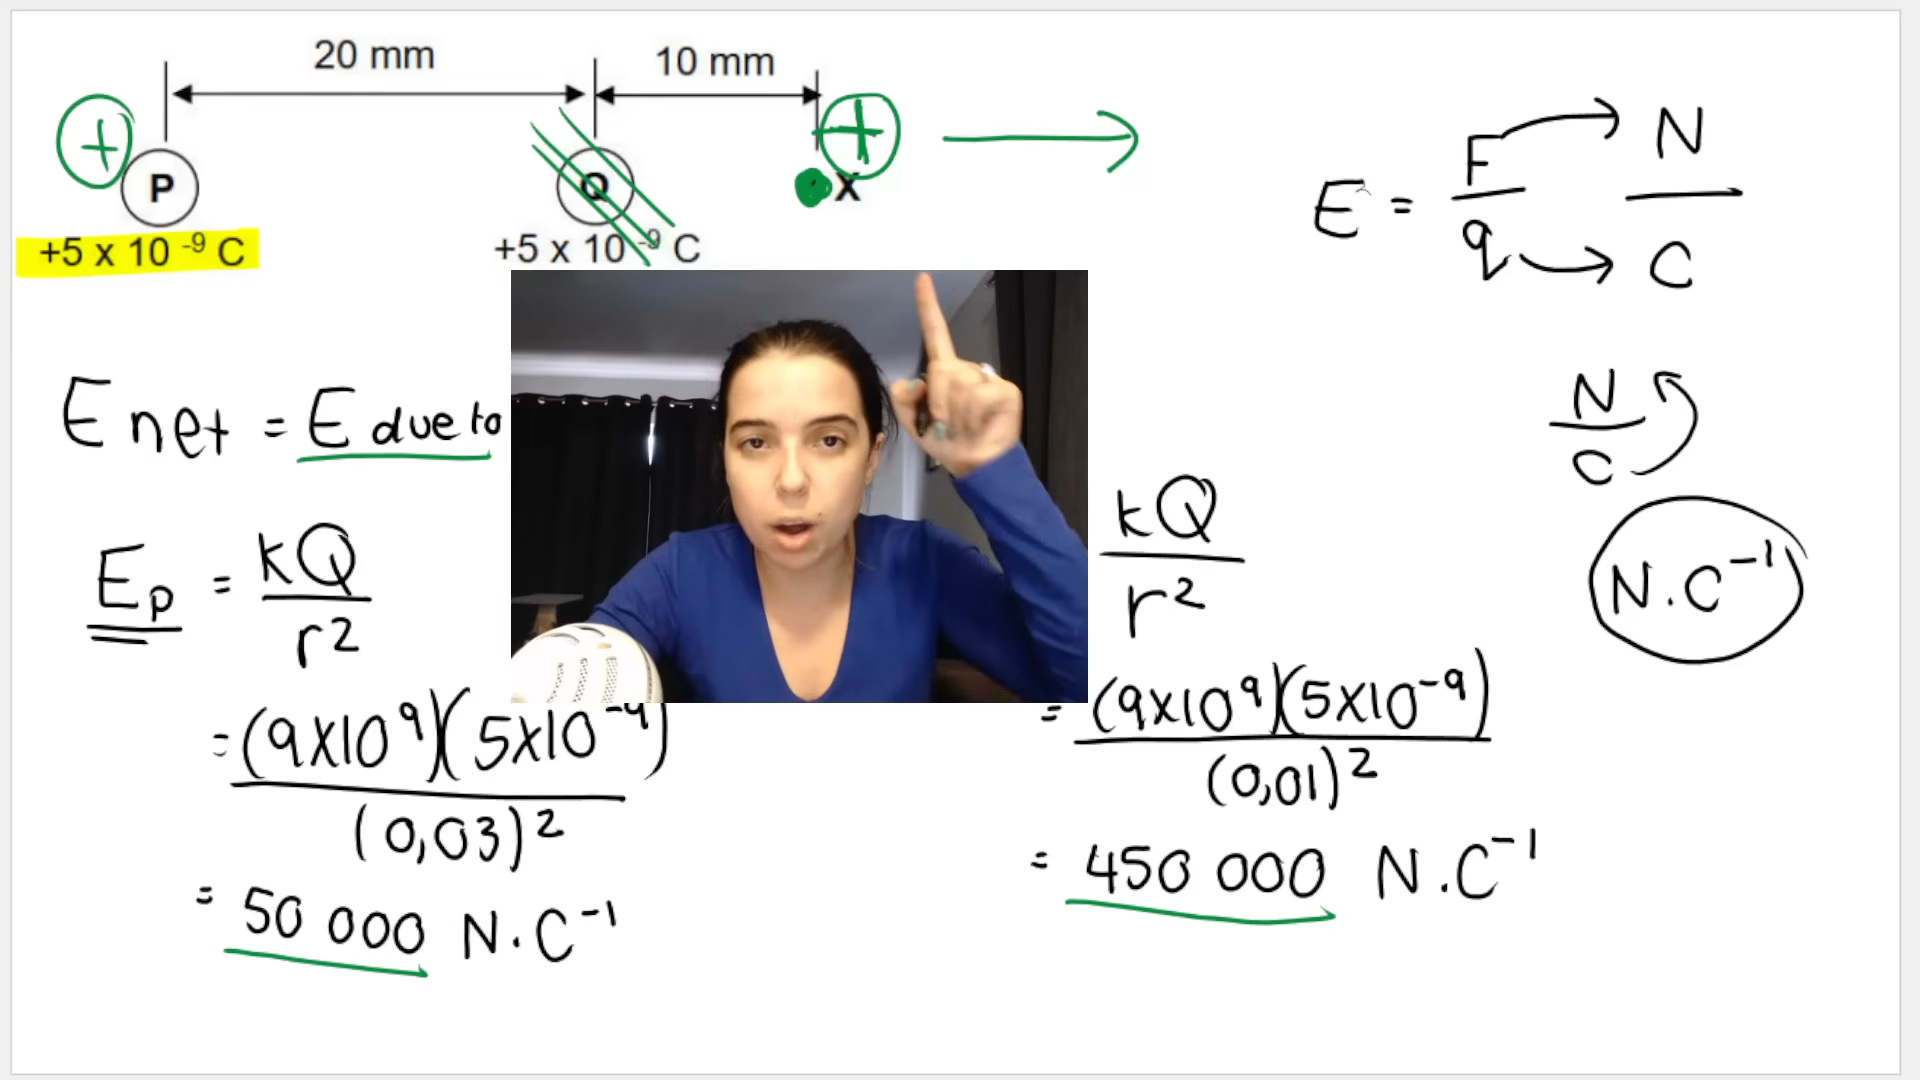 20 mm
10 mm
+
+
P
Q
X
+5 x 10 -9 C
+5 x 10 -9 C
E = F/q
N/C
N/C
N.C⁻¹
E net = E due to
Ep = kQ/r²
= (9x10⁹)(5x10⁻⁹)/(0,03)²
= 50 000 N.C⁻¹
kQ/r²
= (9x10⁹)(5x10⁻⁹)/(0,01)²
= 450 000 N.C⁻¹